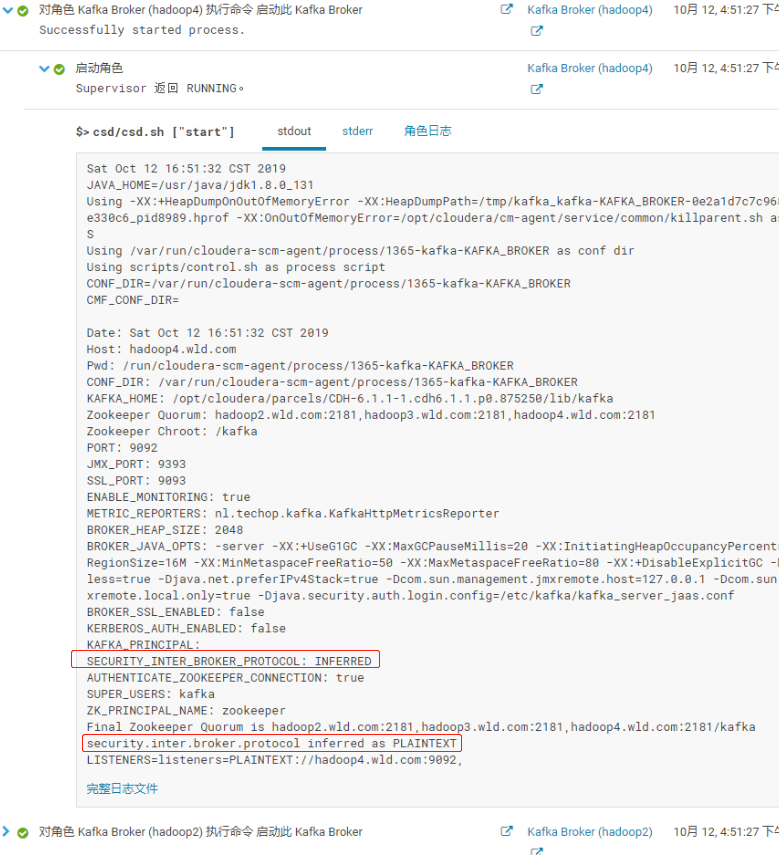 对角色 Kafka Broker (hadoop4) 执行命令 启动此 Kafka Broker Kafka Broker (hadoop4) 10月 12, 4:51:27 下午
Successfully started process.
启动角色 Kafka Broker (hadoop4) 10月 12, 4:51:27 下午
Supervisor 返回 RUNNING。
$> csd/csd.sh ["start"] stdout stderr 角色日志
Sat Oct 12 16:51:32 CST 2019
JAVA_HOME=/usr/java/jdk1.8.0_131
Using -XX:+HeapDumpOnOutOfMemoryError -XX:HeapDumpPath=/tmp/kafka_kafka-KAFKA_BROKER-0e2a1d7c7c968
e330c6_pid8989.hprof -XX:OnOutOfMemoryError=/opt/cloudera/cm-agent/service/common/killparent.sh as
S
Using /var/run/cloudera-scm-agent/process/1365-kafka-KAFKA_BROKER as conf dir
Using scripts/control.sh as process script
CONF_DIR=/var/run/cloudera-scm-agent/process/1365-kafka-KAFKA_BROKER
CMF_CONF_DIR=
Date: Sat Oct 12 16:51:32 CST 2019
Host: hadoop4.wld.com
Pwd: /run/cloudera-scm-agent/process/1365-kafka-KAFKA_BROKER
CONF_DIR: /var/run/cloudera-scm-agent/process/1365-kafka-KAFKA_BROKER
KAFKA_HOME: /opt/cloudera/parcels/CDH-6.1.1-1.cdh6.1.1.p0.875250/lib/kafka
Zookeeper Quorum: hadoop2.wld.com:2181,hadoop3.wld.com:2181,hadoop4.wld.com:2181
Zookeeper Chroot: /kafka
PORT: 9092
JMX_PORT: 9393
SSL_PORT: 9093
ENABLE_MONITORING: true
METRIC_REPORTERS: nl.techop.kafka.KafkaHttpMetricsReporter
BROKER_HEAP_SIZE: 2048
BROKER_JAVA_OPTS: -server -XX:+UseG1GC -XX:MaxGCPauseMillis=20 -XX:InitiatingHeapOccupancyPercent=
RegionSize=16M -XX:MinMetaspaceFreeRatio=50 -XX:MaxMetaspaceFreeRatio=80 -XX:+DisableExplicitGC -
less=true -Djava.net.preferIPv4Stack=true -Dcom.sun.management.jmxremote.host=127.0.0.1 -Dcom.sun
xremote.local.only=true -Djava.security.auth.login.config=/etc/kafka/kafka_server_jaas.conf
BROKER_SSL_ENABLED: false
KERBEROS_AUTH_ENABLED: false
KAFKA_PRINCIPAL:
SECURITY_INTER_BROKER_PROTOCOL: INFERRED
AUTHENTICATE_ZOOKEEPER_CONNECTION: true
SUPER_USERS: kafka
ZK_PRINCIPAL_NAME: zookeeper
Final Zookeeper Quorum is hadoop2.wld.com:2181,hadoop3.wld.com:2181,hadoop4.wld.com:2181/kafka
security.inter.broker.protocol inferred as PLAINTEXT
LISTENERS=listeners=PLAINTEXT://hadoop4.wld.com:9092,
完整日志文件
对角色 Kafka Broker (hadoop2) 执行命令 启动此 Kafka Broker Kafka Broker (hadoop2) 10月 12, 4:51:27 下午